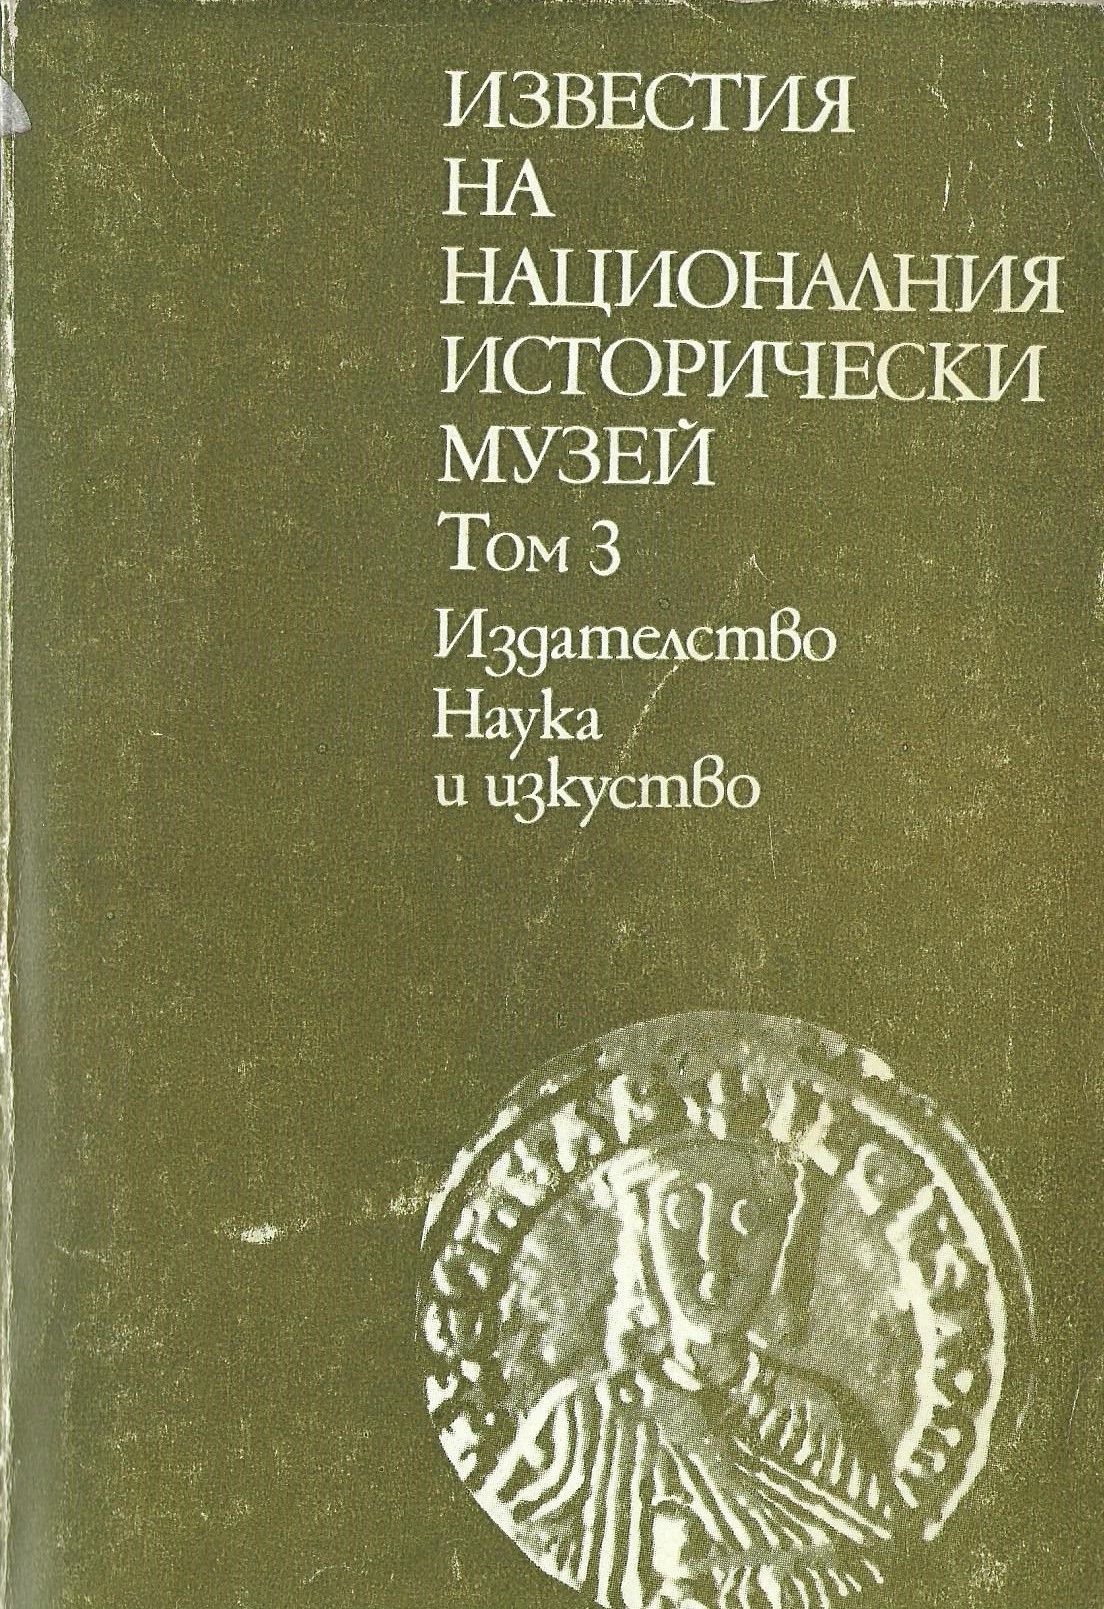 ИЗВЕСТИЯ
НА
НАЦИОНАЛНИЯ
ИСТОРИЧЕСКИ
МУЗЕЙ
Том 3
Издателство
Наука
и изкуство